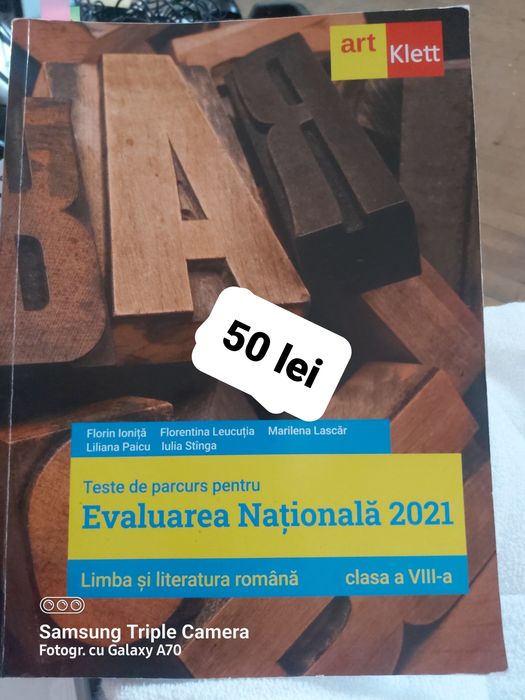 art
Klett
BAR
50 lei
Florin Ioniță Florentina Leucuția Marilena Lascăr
Liliana Paicu Iulia Stînga
Teste de parcurs pentru
Evaluarea Națională 2021
Limba și literatura română clasa a VIII-a
Samsung Triple Camera
Fotogr. cu Galaxy A70